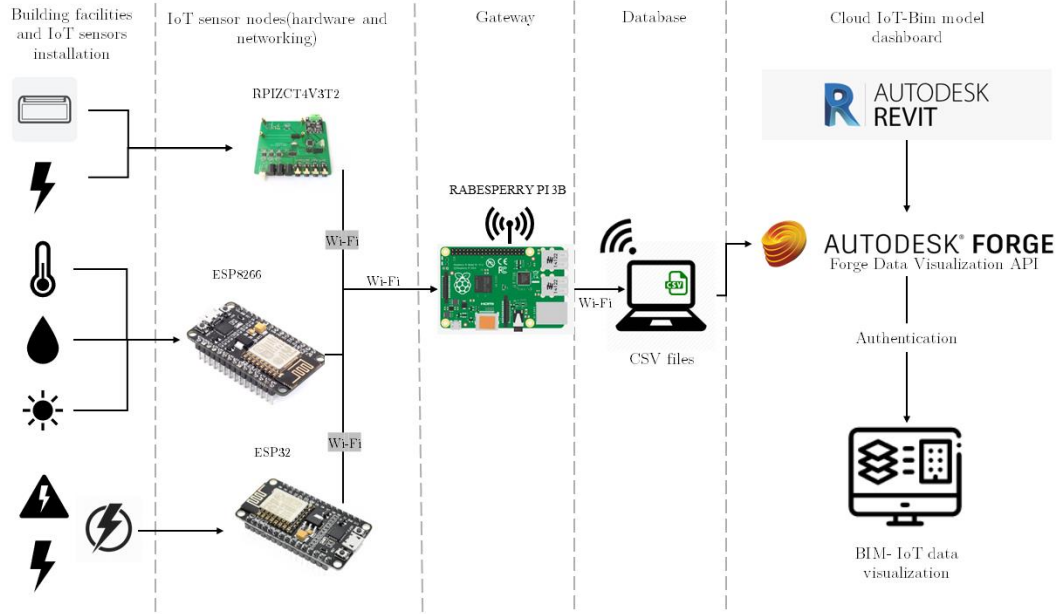 Building facilities
and IoT sensors
installation
IoT sensor nodes(hardware and
networking)
Gateway
Database
Cloud IoT-Bim model
dashboard
RPIZCT4V3T2
AUTODESK
REVIT
RABESPERRY PI 3B
Wi-Fi
ESP8266
Wi-Fi
Wi-Fi
CSV
CSV files
AUTODESK® FORGE
Forge Data Visualization API
Authentication
Wi-Fi
ESP32
BIM- IoT data
visualization